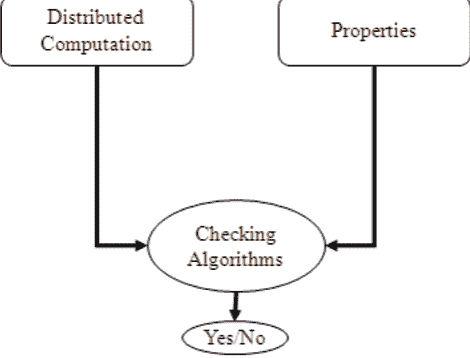 Distributed
Computation
Properties
Checking
Algorithms
Yes/No